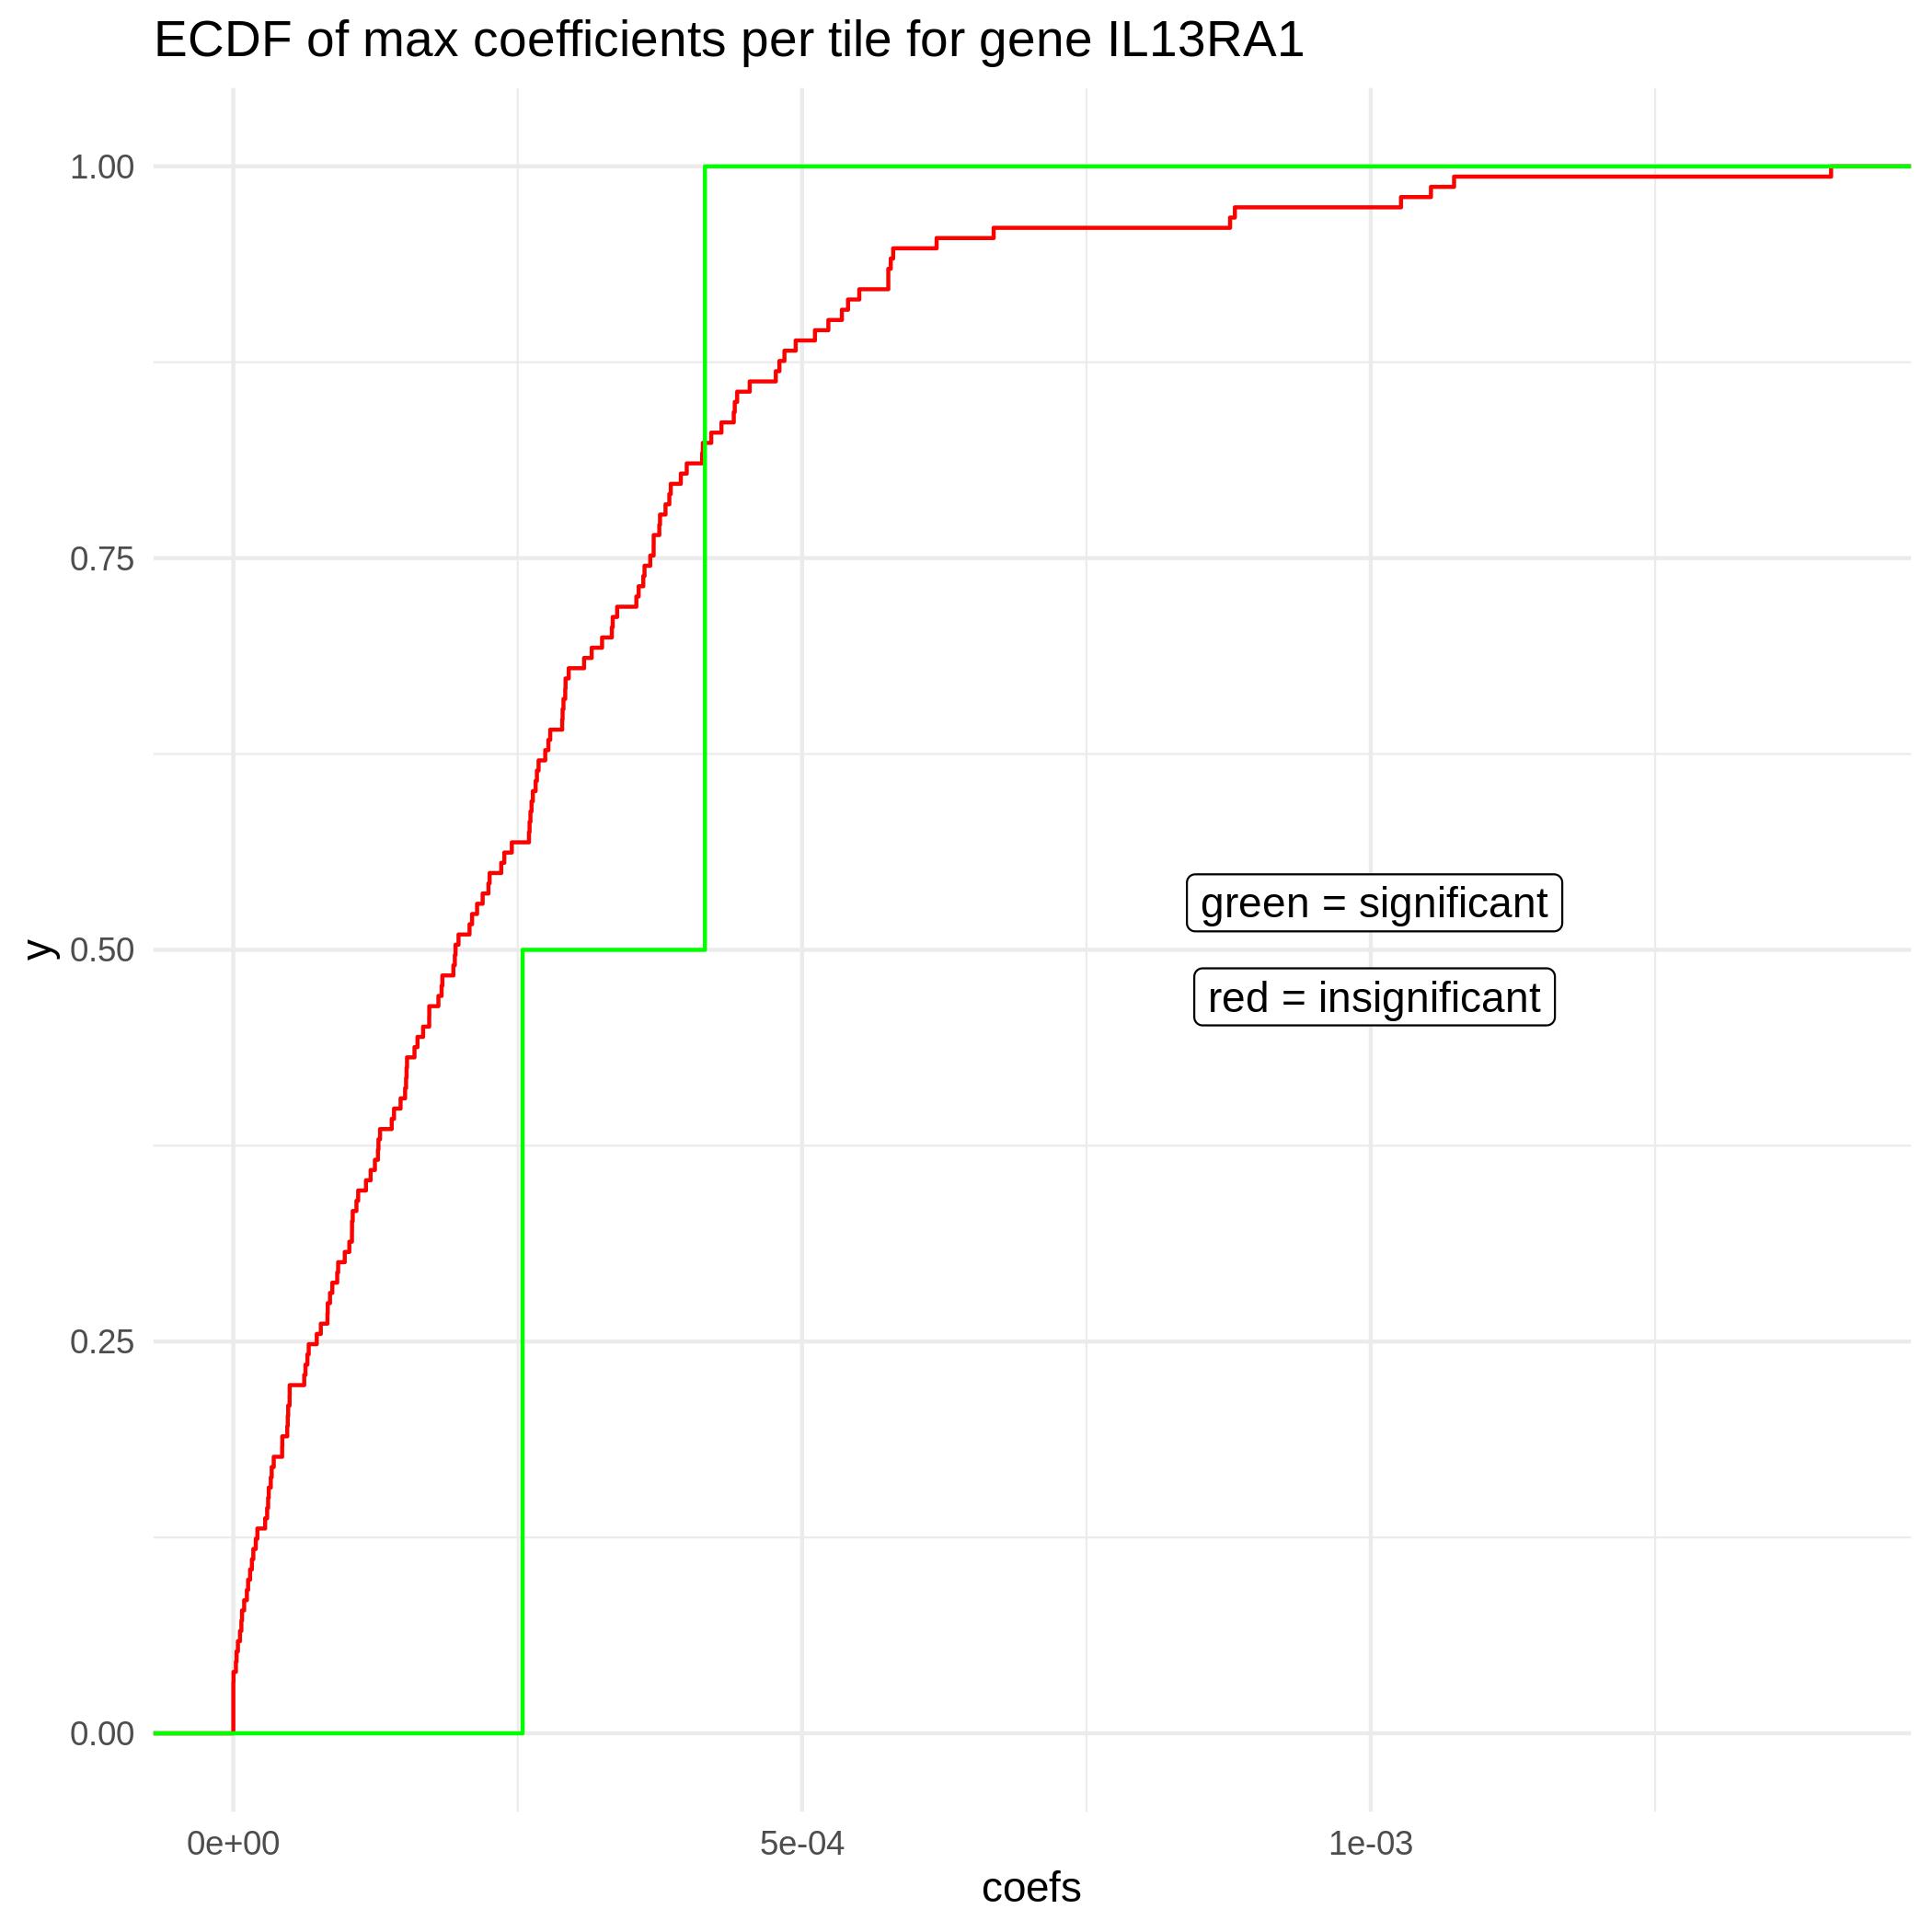 ECDF of max coefficients per tile for gene IL13RA1
1.00
0.75
0.50
0.25
0.00
y
green = significant
red = insignificant
0e+00 5e-04 1e-03
coefs